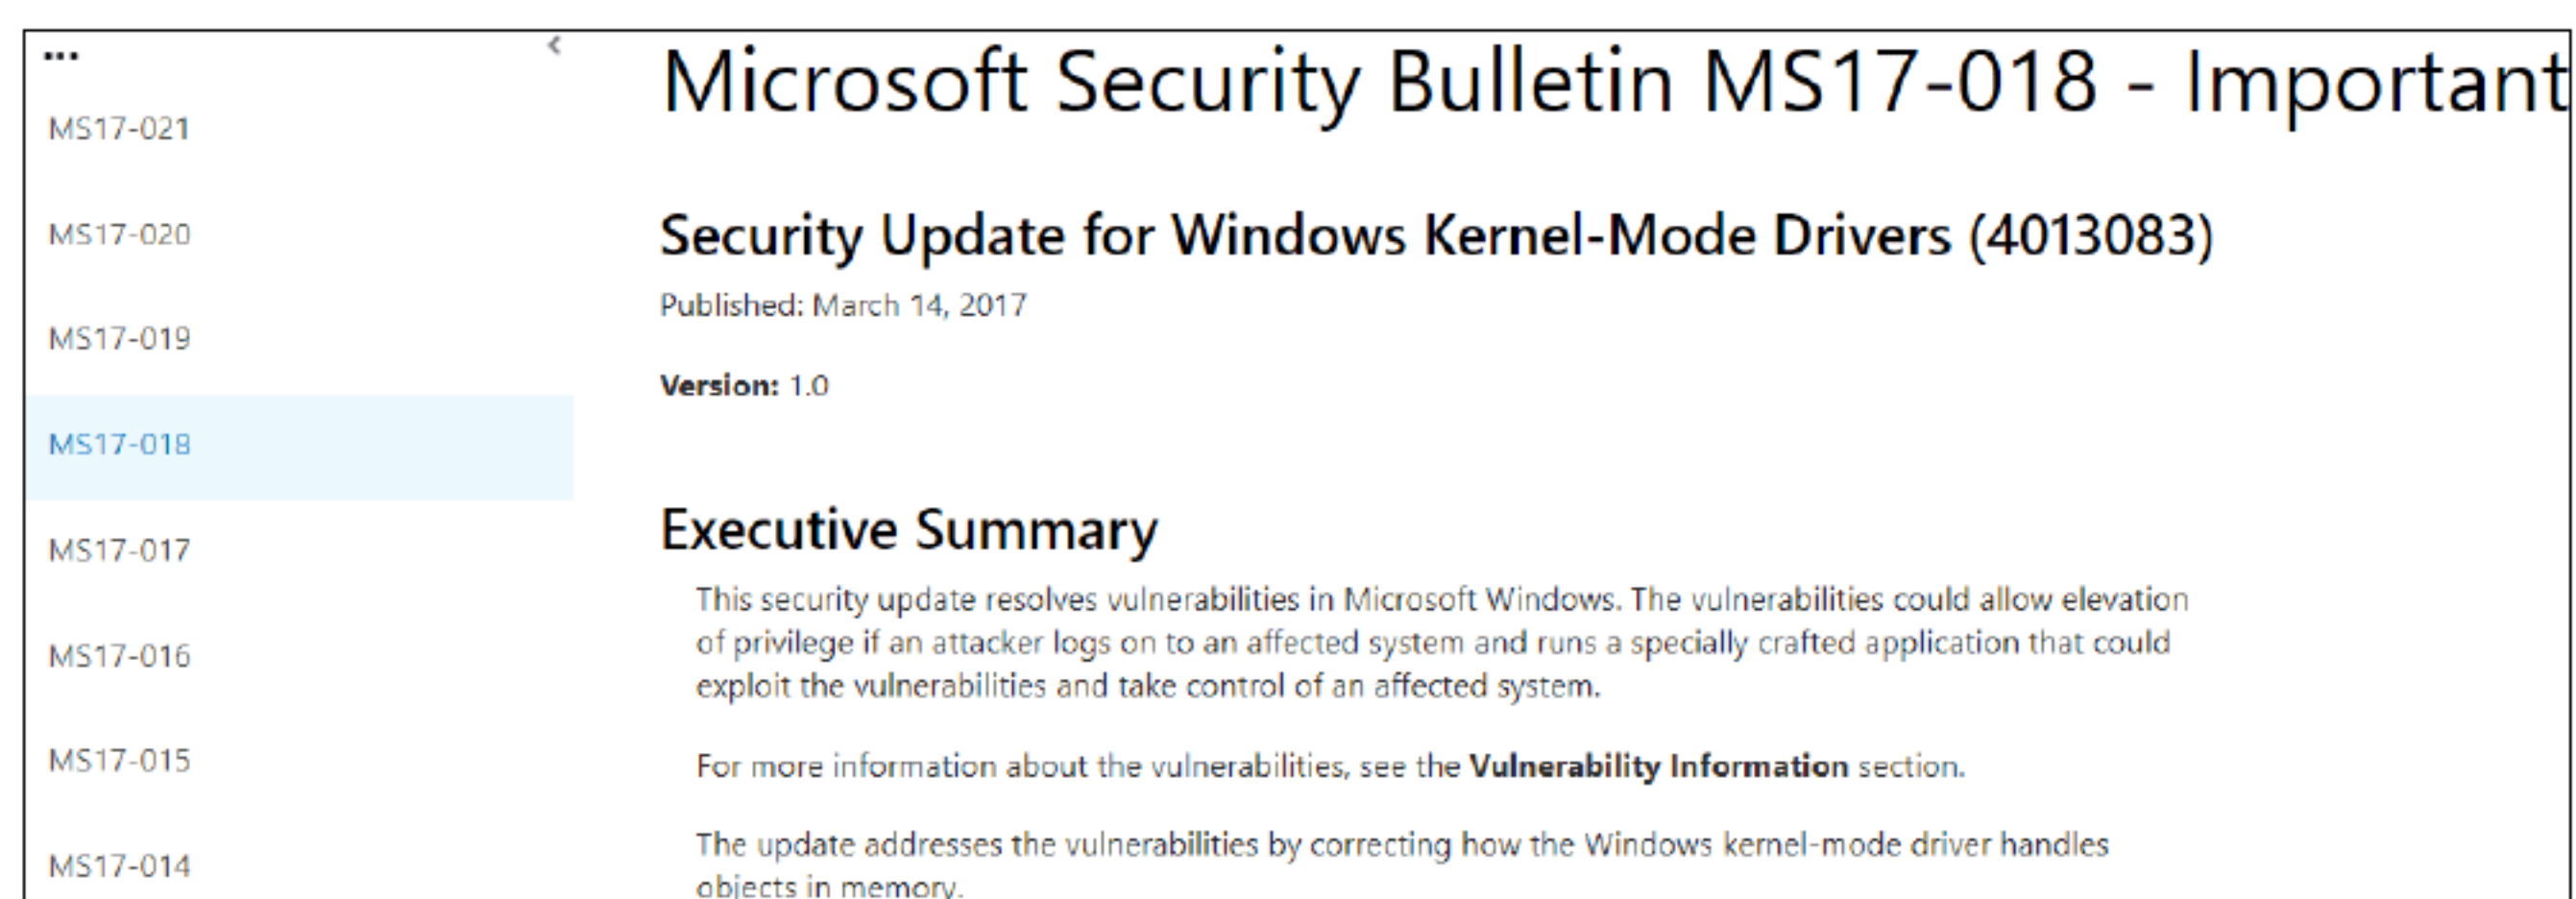 ...
MS17-021
MS17-020
MS17-019
MS17-018
MS17-017
MS17-016
MS17-015
MS17-014
Microsoft Security Bulletin MS17-018 - Important
Security Update for Windows Kernel-Mode Drivers (4013083)
Published: March 14, 2017
Version: 1.0
Executive Summary
This security update resolves vulnerabilities in Microsoft Windows. The vulnerabilities could allow elevation
of privilege if an attacker logs on to an affected system and runs a specially crafted application that could
exploit the vulnerabilities and take control of an affected system.
For more information about the vulnerabilities, see the Vulnerability Information section.
The update addresses the vulnerabilities by correcting how the Windows kernel-mode driver handles
objects in memory.